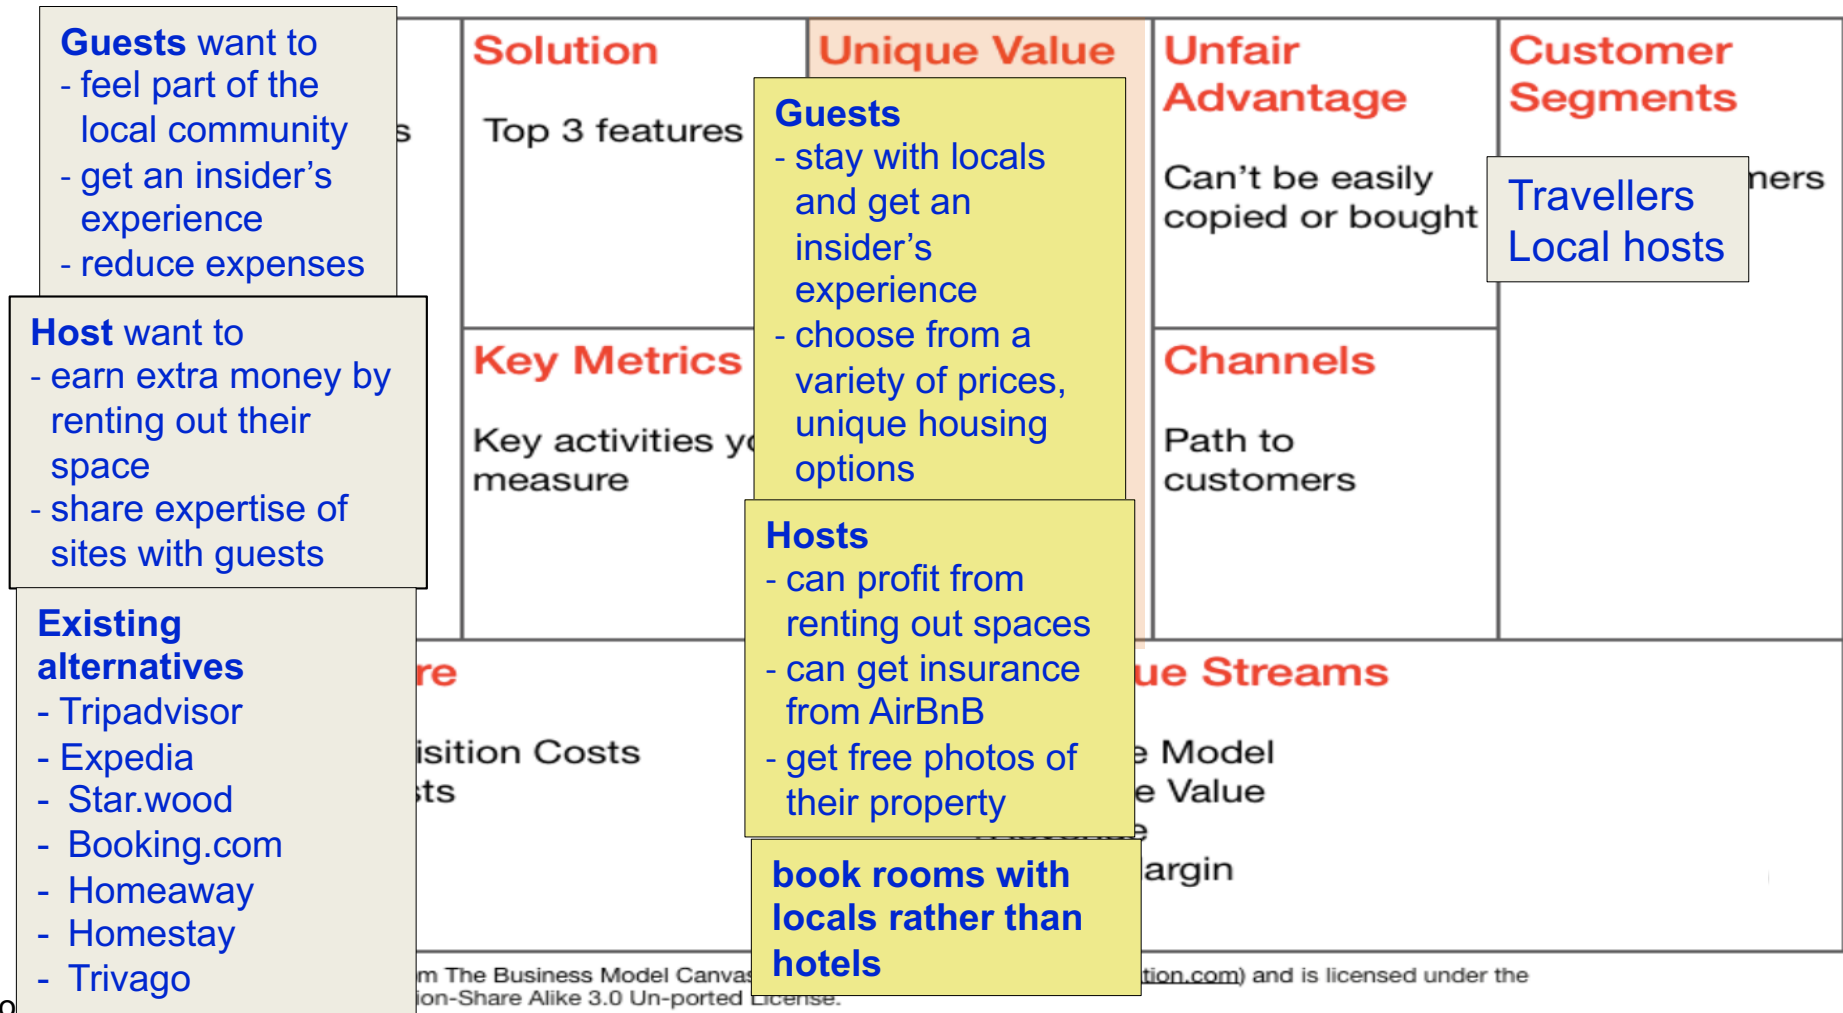 Guests want to
- feel part of the
local community
- get an insider's
experience
- reduce expenses
Host want to
- earn extra money by
renting out their
space
- share expertise of
sites with guests
Existing
alternatives
- Tripadvisor
- Expedia
- Star.wood
- Booking.com
- Homeaway
- Homestay
- Trivago
s
Solution
Top 3 features
Key Metrics
Key activities
measure
Unique Value
Guests
- stay with locals
and get an
insider's
experience
- choose from a
variety of prices,
unique housing
options
Hosts
- can profit from
renting out spaces
- can get insurance
from AirBnB
- get free photos of
their property
book rooms with
locals rather than
hotels
Unfair
Advantage
Can't be easily
copied or bought
Channels
Path to
customers
Customer
Segments
mers
Travellers
Local hosts
re
isition Costs
sts
ue Streams
e Model
e Value
argin
m The Business Model Canvas
tion.com) and is licensed under the
ion-Share Alike 3.0 Un-ported License.